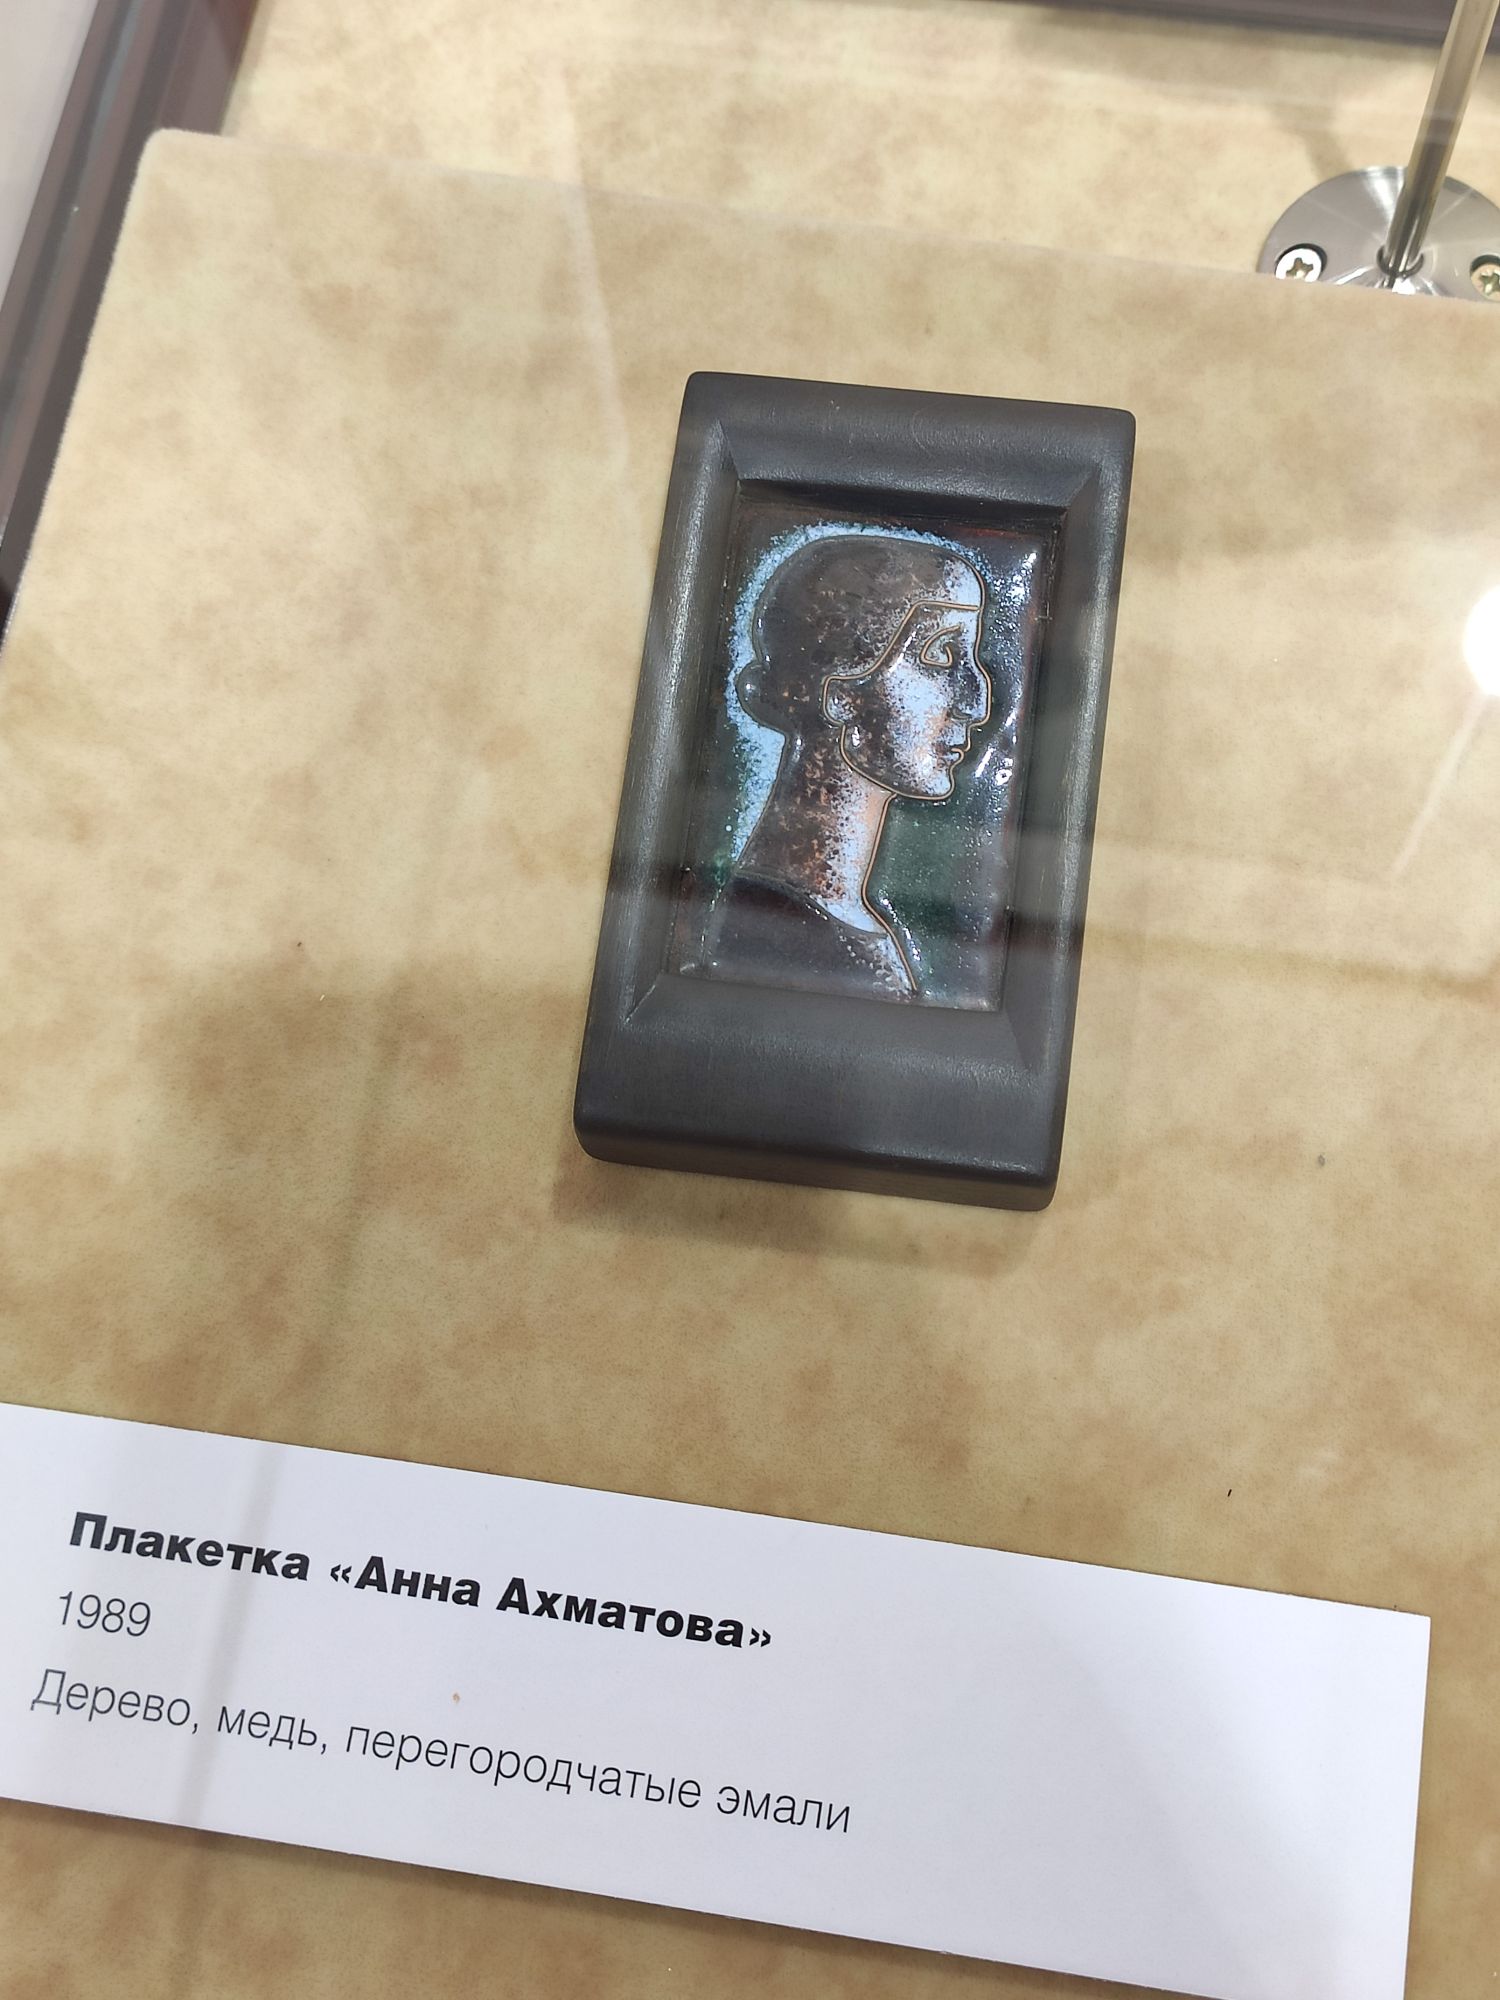 Плакетка «Анна Ахматова»
1989
Дерево, медь, перегородчатые эмали